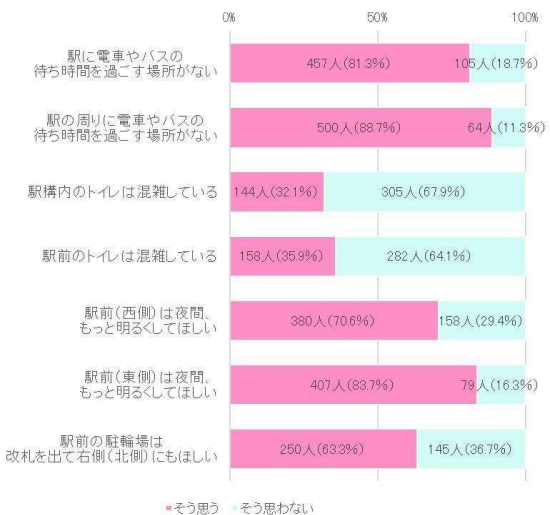 0%
50%
100%
駅に電車やバスの
待ち時間を過ごす場所がない
457人(81.3%)
105人(18.7%)
駅の周りに電車やバスの
待ち時間を過ごす場所がない
500人(88.7%)
64人(11.3%)
駅構内のトイレは混雑している
144人(32.1%)
305人(67.9%)
駅前のトイレは混雑している
158人(35.9%)
282人(64.1%)
駅前(西側)は夜間、
もっと明るくしてほしい
380人(70.6%)
158人(29.4%)
駅前(東側)は夜間、
もっと明るくしてほしい
407人(83.7%)
79人(16.3%)
駅前の駐輪場は
改札を出て右側(北側)にもほしい
250人(63.3%)
145人(36.7%)
そう思う
そう思わない